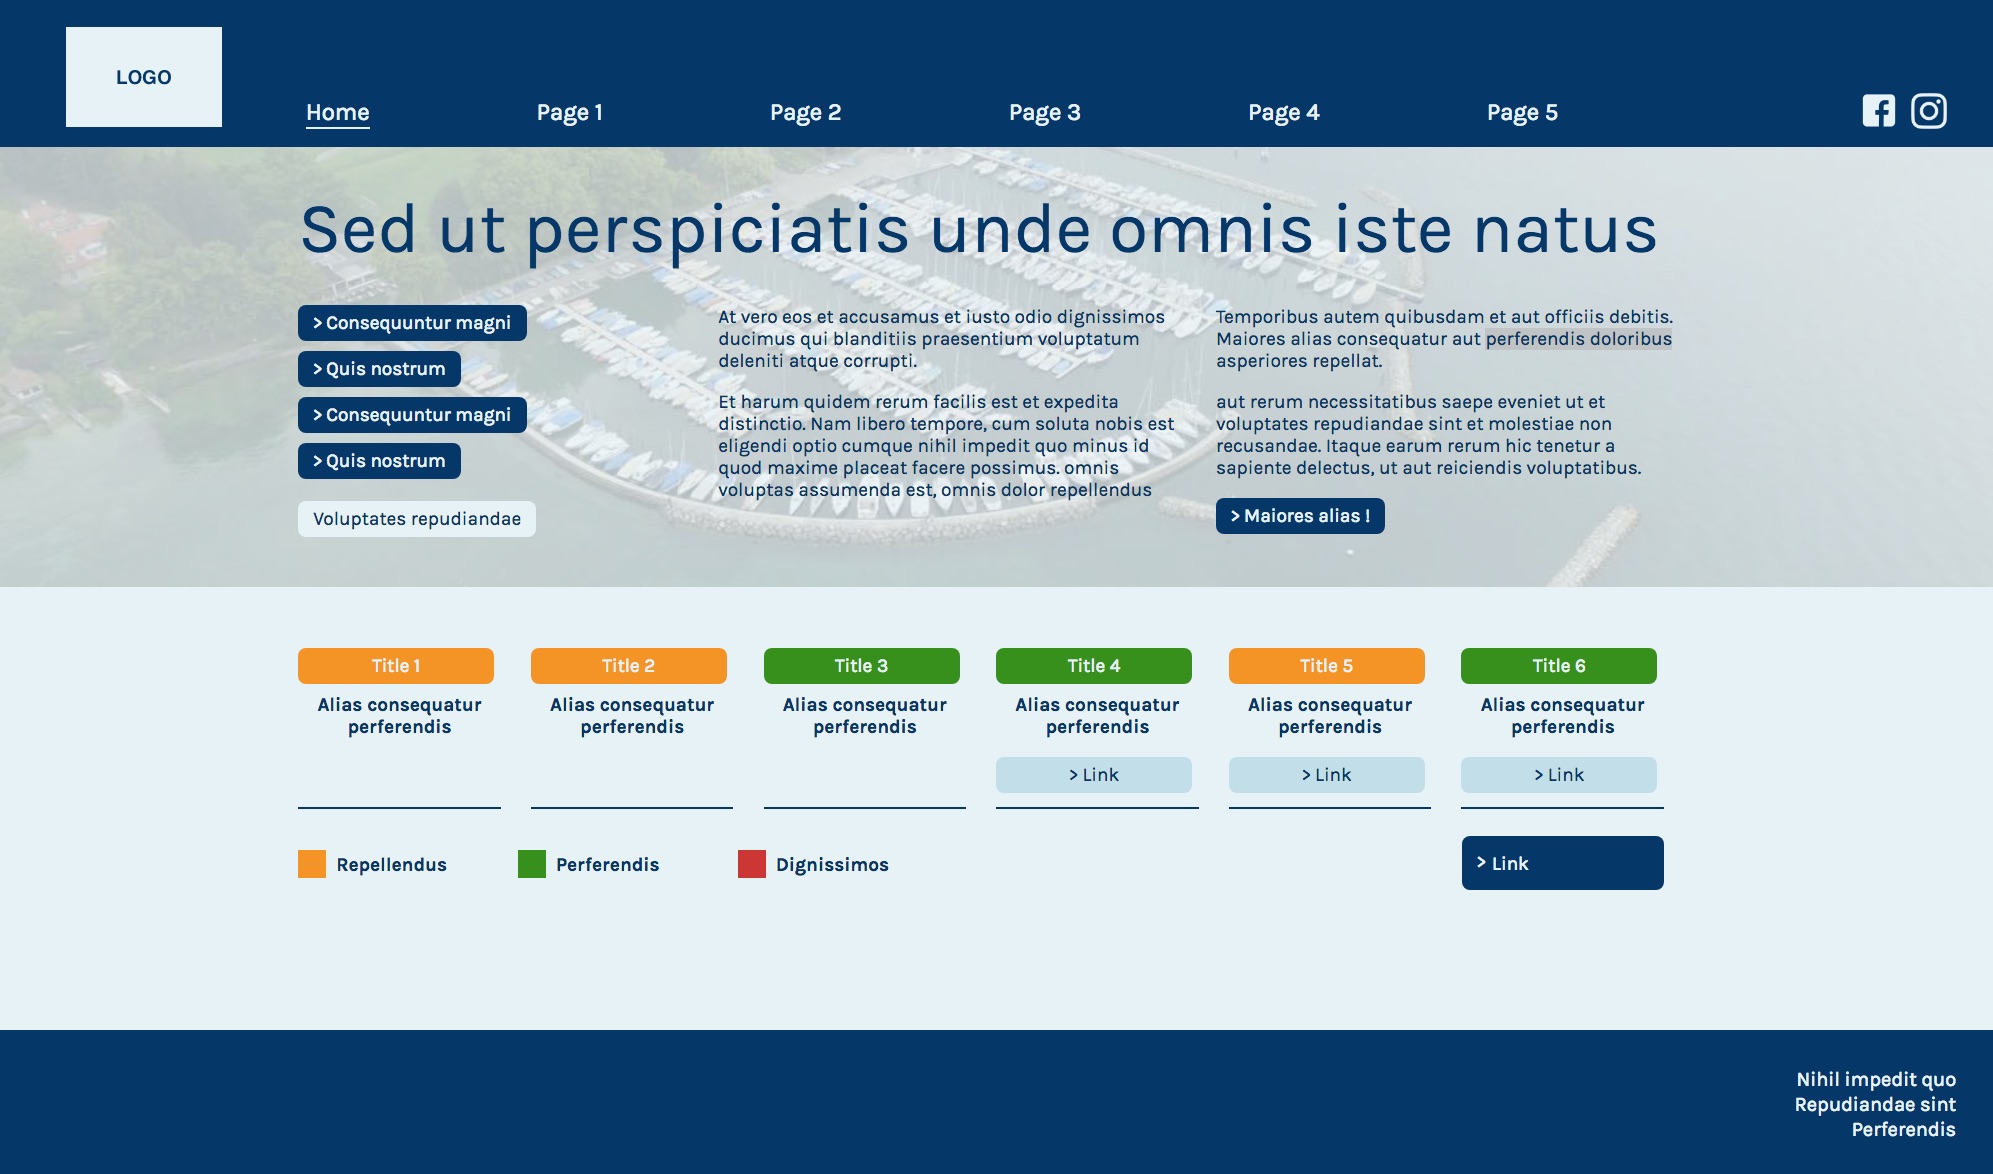 LOGO
Home
Page 1
Page 2
Page 3
Page 4
Page 5
Sed ut perspiciatis unde omnis iste natus
> Consequuntur magni
> Quis nostrum
> Consequuntur magni
> Quis nostrum
Voluptates repudiandae
At vero eos et accusamus et iusto odio dignissimos
ducimus qui blanditiis praesentium voluptatum
deleniti atque corrupti.
Et harum quidem rerum facilis est et expedita
distinctio. Nam libero tempore, cum soluta nobis est
eligendi optio cumque nihil impedit quo minus id
quod maxime placeat facere possimus. omnis
voluptas assumenda est, omnis dolor repellendus
Temporibus autem quibusdam et aut officiis debitis.
Maiores alias consequatur aut perferendis doloribus
asperiores repellat.
aut rerum necessitatibus saepe eveniet ut et
voluptates repudiandae sint et molestiae non
recusandae. Itaque earum rerum hic tenetur a
sapiente delectus, ut aut reiciendis voluptatibus.
> Maiores alias !
Title 1
Alias consequatur
perferendis
Title 2
Alias consequatur
perferendis
Title 3
Alias consequatur
perferendis
Title 4
Alias consequatur
perferendis
> Link
Title 5
Alias consequatur
perferendis
> Link
Title 6
Alias consequatur
perferendis
> Link
Repellendus
Perferendis
Dignissimos
> Link
Nihil impedit quo
Repudiandae sint
Perferendis